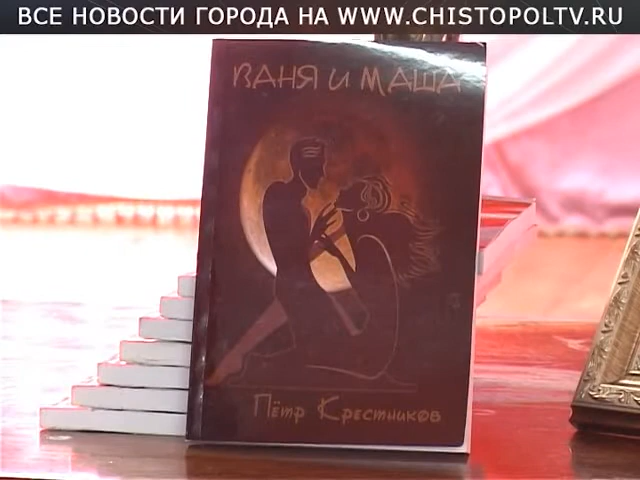 ВСЕ НОВОСТИ ГОРОДА НА WWW.CHISTOPOLTV.RU
ВАНЯ И МАША
Пётр Крестников